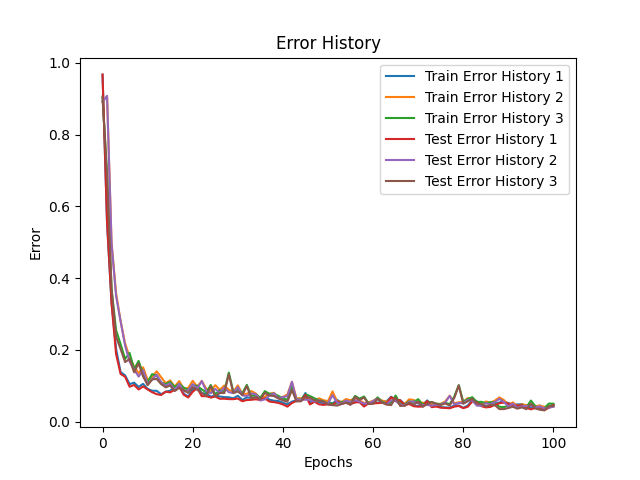 Error History
Train Error History 1
Train Error History 2
Train Error History 3
Test Error History 1
Test Error History 2
Test Error History 3
1.0
0.8
0.6
0.4
0.2
0.0
Error
0 20 40 60 80 100
Epochs